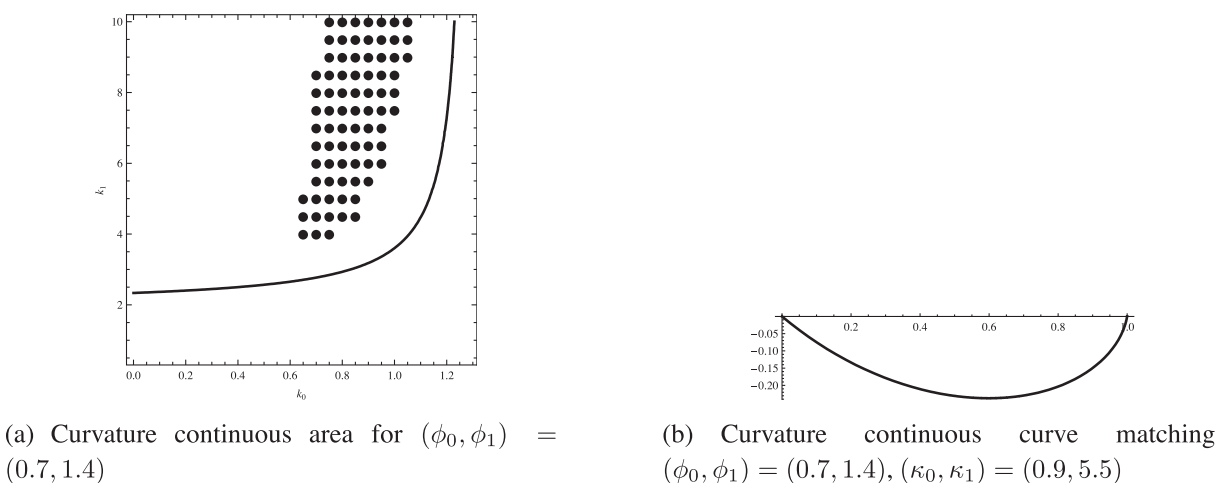 10
8
6
4
2
k₁
0.0 0.2 0.4 0.6 0.8 1.0 1.2
k₀
0.2 0.4 0.6 0.8 1.0
−0.05
−0.10
−0.15
−0.20
(a) Curvature continuous area for (ϕ₀, ϕ₁) =
(0.7, 1.4)
(b) Curvature continuous curve matching
(ϕ₀, ϕ₁) = (0.7, 1.4), (κ₀, κ₁) = (0.9, 5.5)